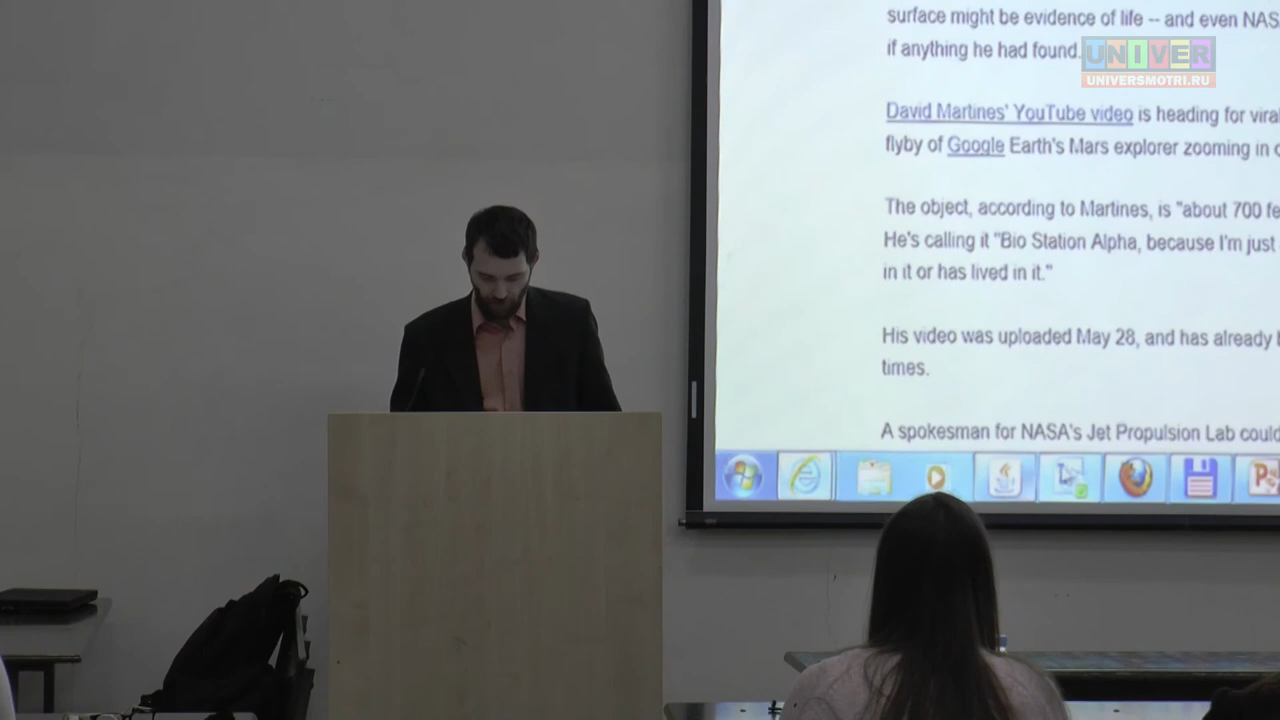 surface might be evidence of life -- and even NAS
if anything he had found.
UNIVER
UNIVERSMOTRI.RU
David Martines' YouTube video is heading for viral
flyby of Google Earth's Mars explorer zooming in o
The object, according to Martines, is "about 700 fe
He's calling it "Bio Station Alpha, because I'm just
in it or has lived in it."
His video was uploaded May 28, and has already b
times.
A spokesman for NASA's Jet Propulsion Lab could